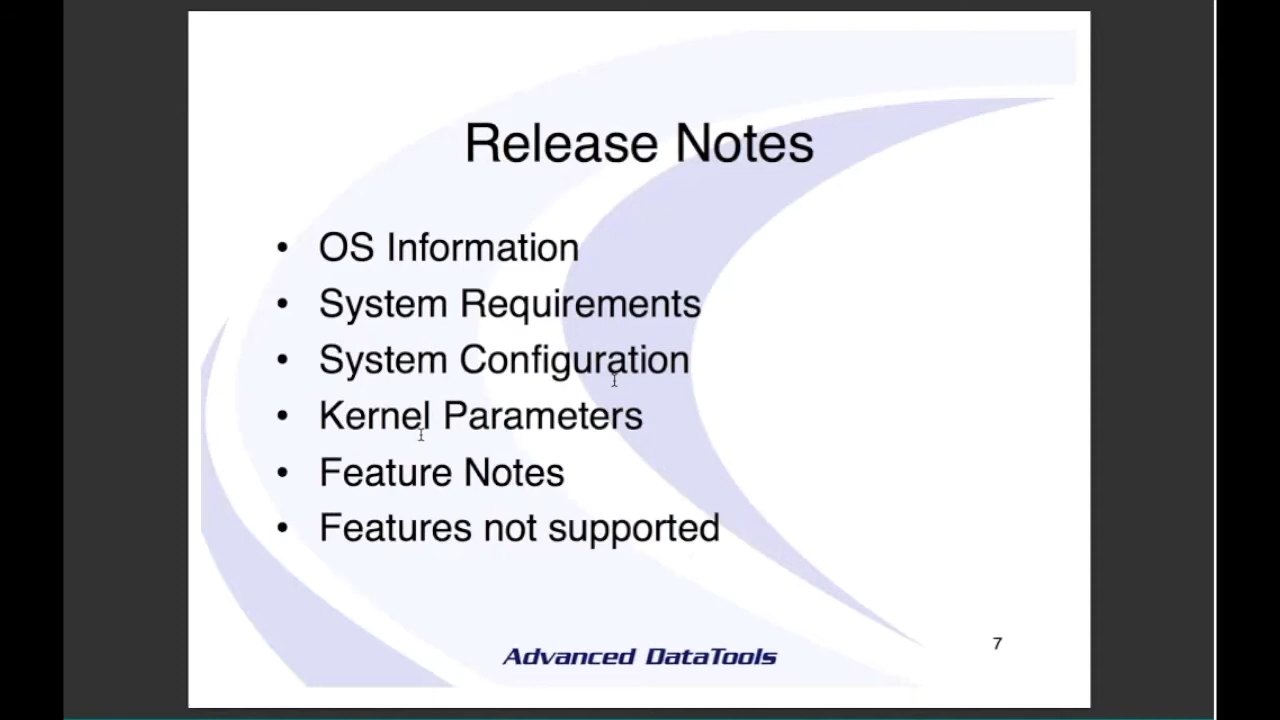 Release Notes
• OS Information
• System Requirements
• System Configuration
• Kernel Parameters
• Feature Notes
• Features not supported
Advanced DataTools
7